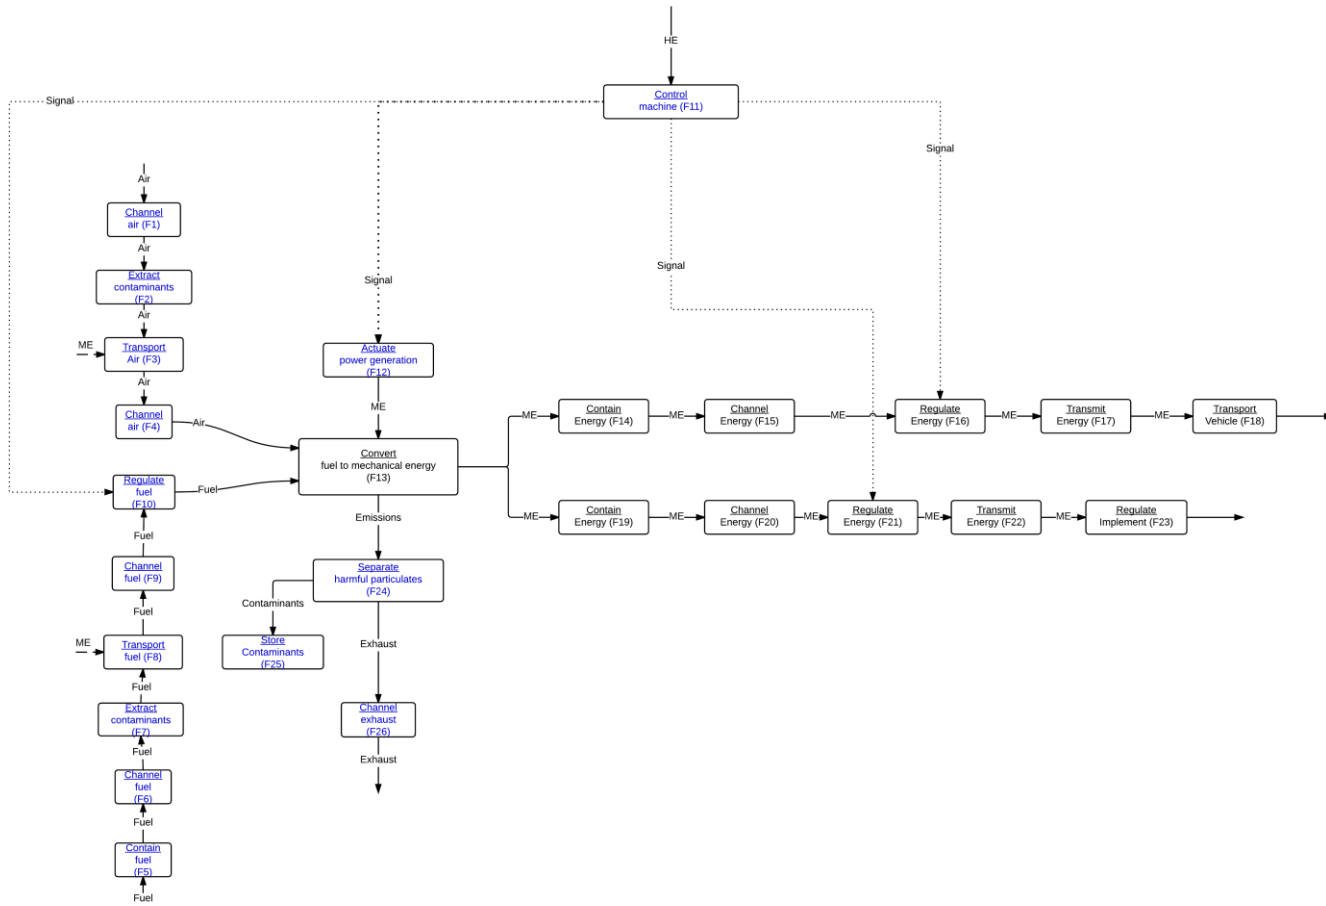 HE
Signal
Control
machine (F11)
Signal
Air
Channel
air (F1)
Air
Extract
contaminants
(F2)
Air
ME
Transport
Air (F3)
Air
Channel
air (F4)
Air
Signal
Signal
Actuate
power generation
(F12)
ME
Convert
fuel to mechanical energy
(F13)
Regulate
fuel
(F10)
Fuel
Fuel
Channel
fuel (F9)
Fuel
ME
Transport
fuel (F8)
Fuel
Extract
contaminants
(F7)
Fuel
Channel
fuel
(F6)
Fuel
Contain
fuel
(F5)
Fuel
Emissions
Separate
harmful particulates
(F24)
Contaminants
Store
Contaminants
(F25)
Exhaust
Channel
exhaust
(F26)
Exhaust
ME
Contain
Energy (F14)
ME
Channel
Energy (F15)
ME
Regulate
Energy (F16)
ME
Transmit
Energy (F17)
ME
Transport
Vehicle (F18)
ME
Contain
Energy (F19)
ME
Channel
Energy (F20)
ME
Regulate
Energy (F21)
ME
Transmit
Energy (F22)
ME
Regulate
Implement (F23)